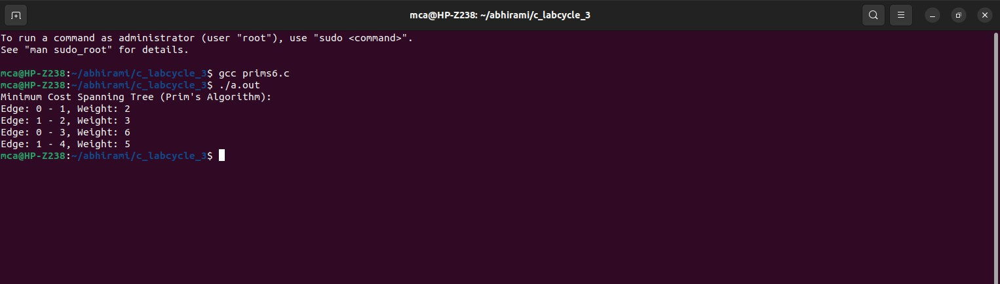 mca@HP-Z238: ~/abhirami/c_labcycle_3
To run a command as administrator (user "root"), use "sudo <command>".
See "man sudo_root" for details.
mca@HP-Z238:~/abhirami/c_labcycle_3$ gcc prims6.c
mca@HP-Z238:~/abhirami/c_labcycle_3$ ./a.out
Minimum Cost Spanning Tree (Prim's Algorithm):
Edge: 0 - 1, Weight: 2
Edge: 1 - 2, Weight: 3
Edge: 0 - 3, Weight: 6
Edge: 1 - 4, Weight: 5
mca@HP-Z238:~/abhirami/c_labcycle_3$